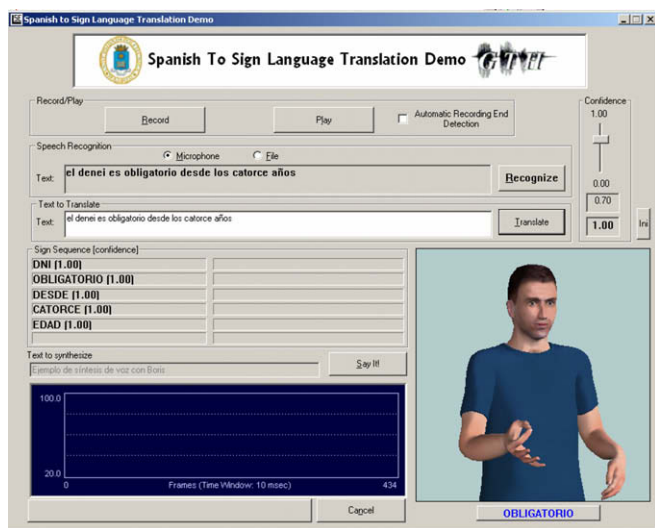 Spanish to Sign Language Translation Demo
Spanish To Sign Language Translation Demo GTH
Record/Play
Record
Play
Automatic Recording End
Detection
Confidence
1.00
0.00
0.70
1.00
Ini
Speech Recognition
Microphone
File
Text:
el denei es obligatorio desde los catorce años
Recognize
Text to Translate
Text:
el denei es obligatorio desde los catorce años
Translate
Sign Sequence [confidence]
DNI (1.00)
OBLIGATORIO (1.00)
DESDE (1.00)
CATORCE (1.00)
EDAD (1.00)
Text to synthesize
Ejemplo de síntesis de voz con Boris
Say It!
100.0
20.0
0
Frames (Time Window: 10 msec)
434
Cancel
OBLIGATORIO